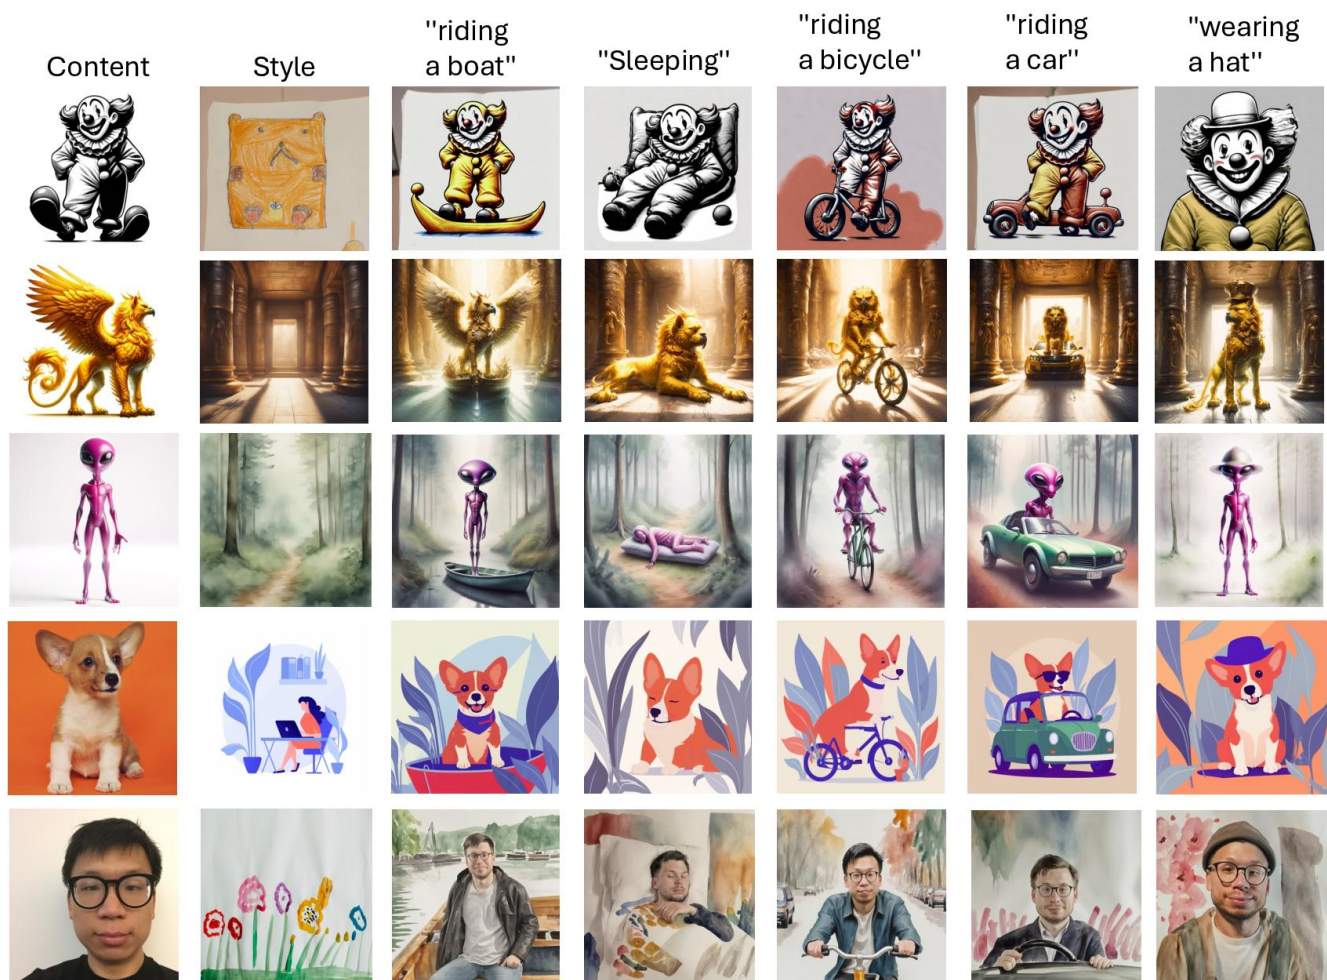 Content
Style
"riding
a boat"
"Sleeping"
"riding
a bicycle"
"riding
a car"
"wearing
a hat"